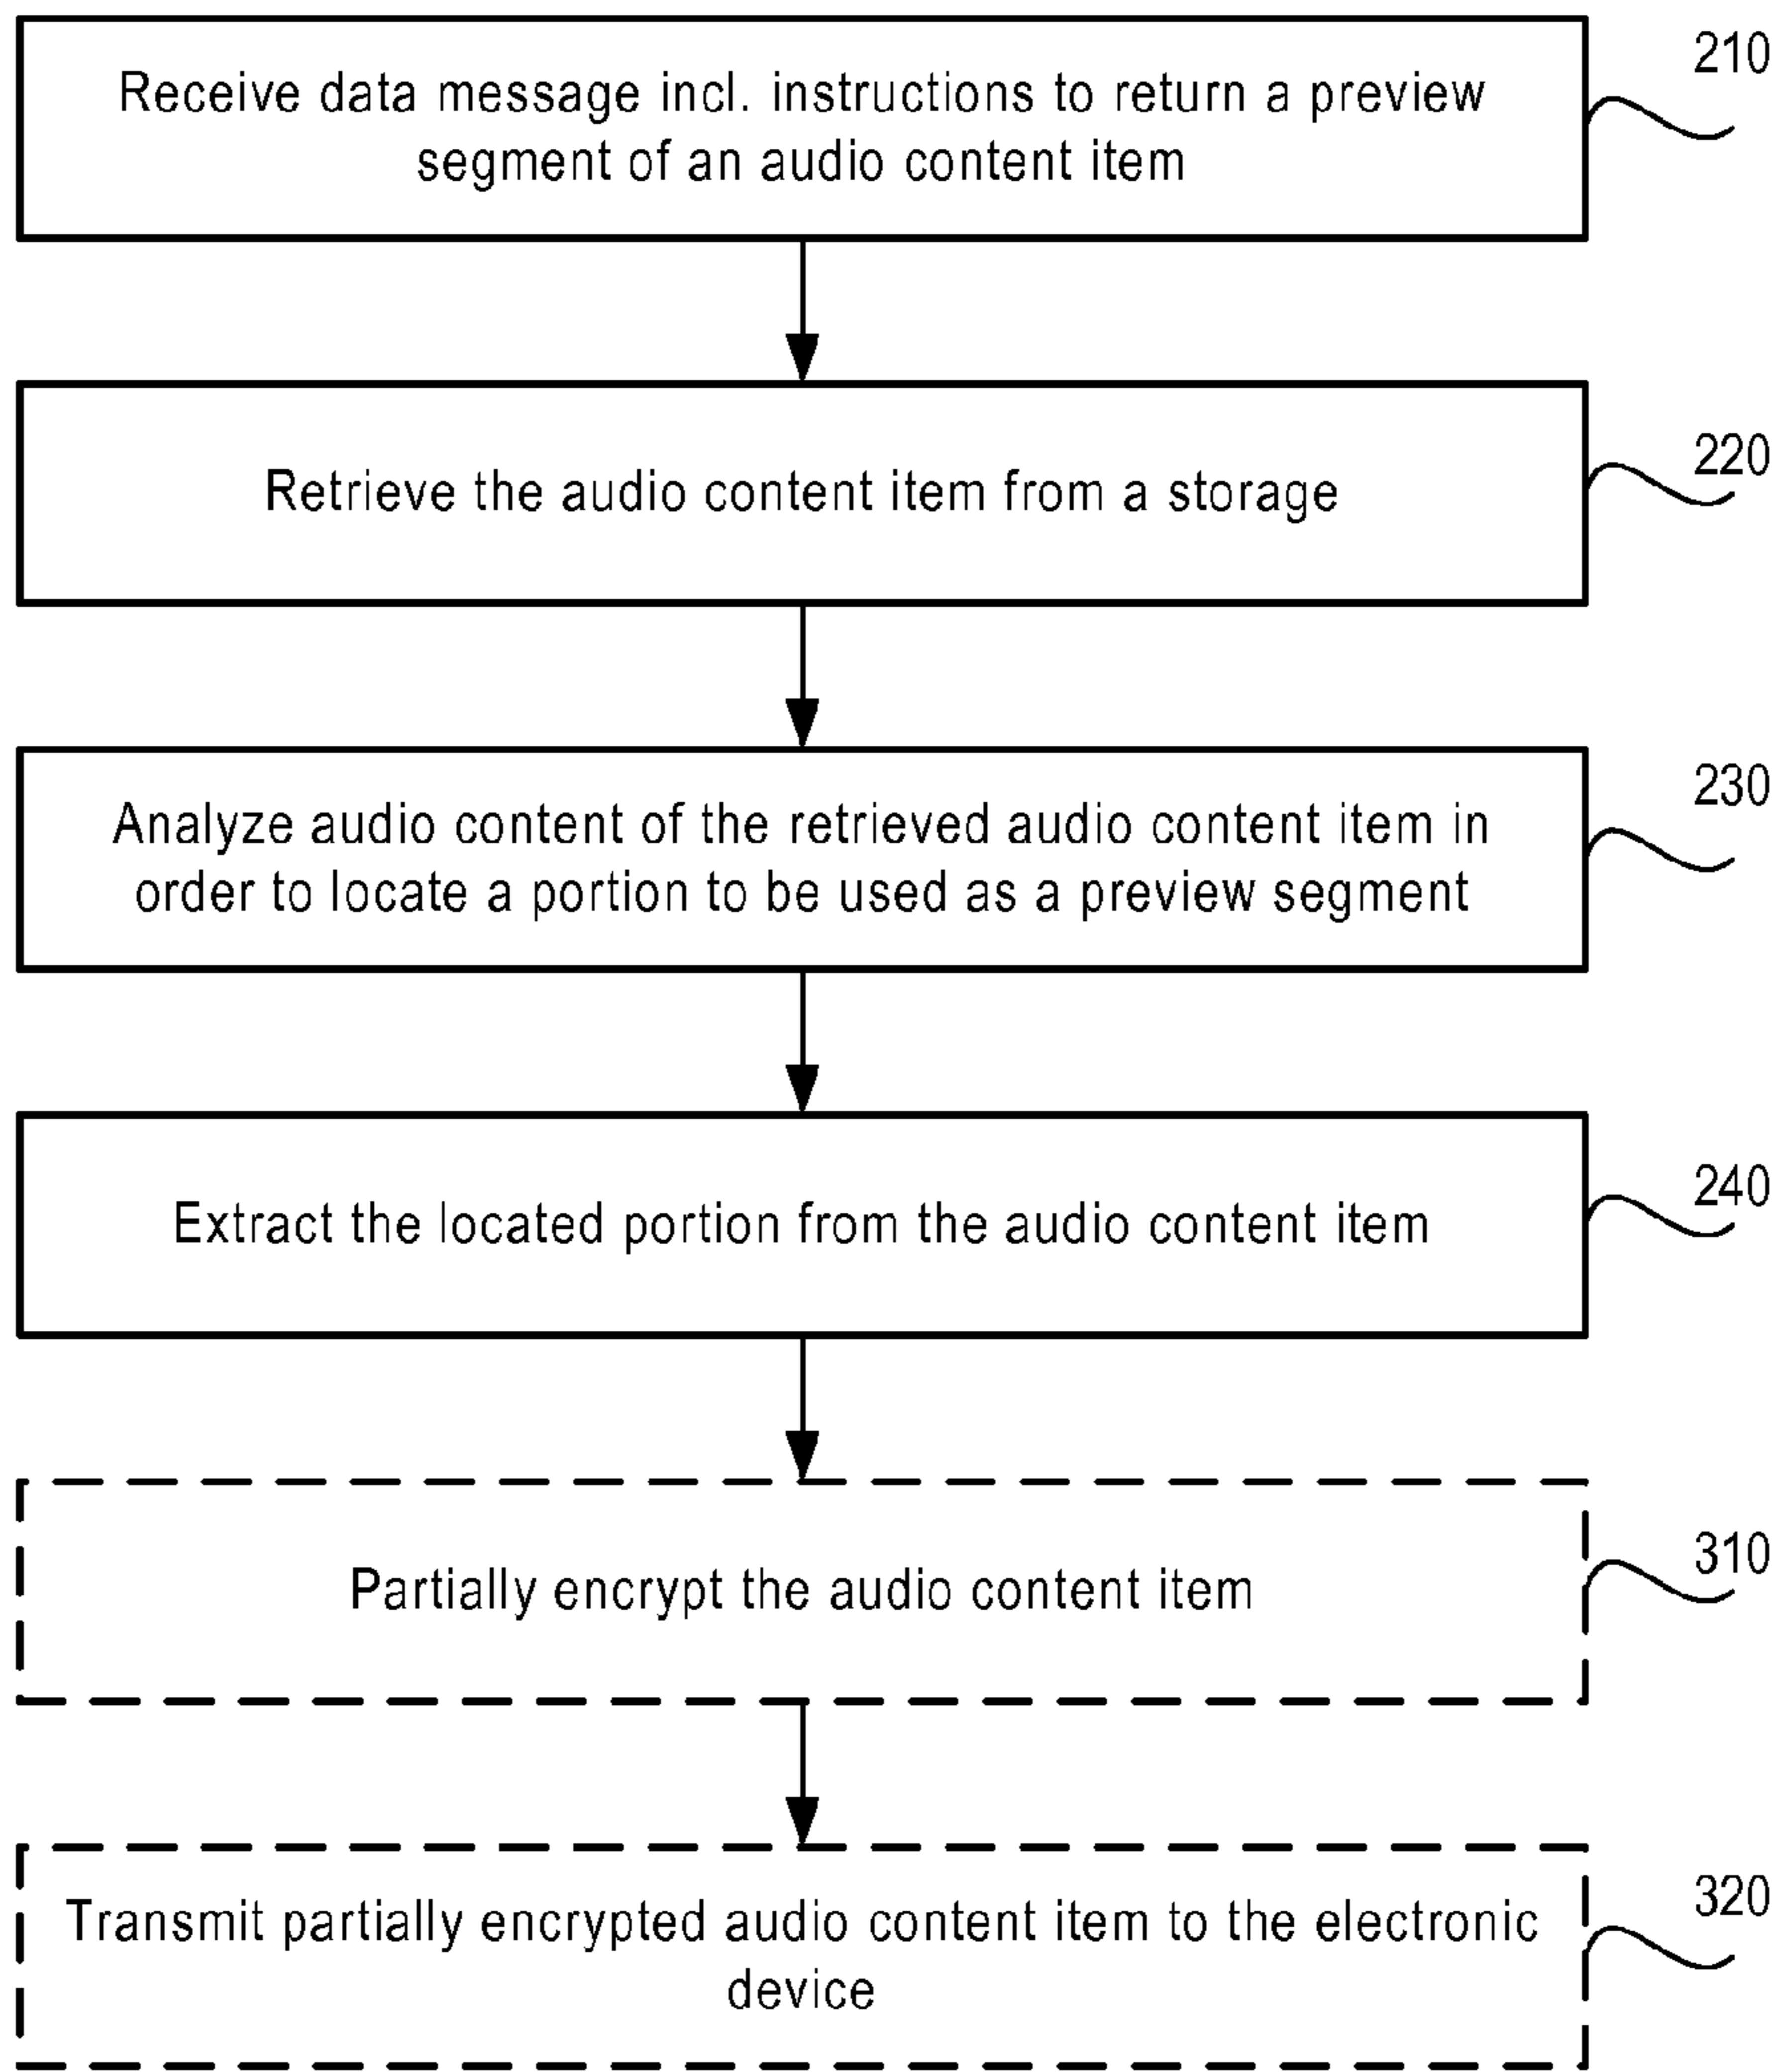 210
Receive data message incl. instructions to return a preview
segment of an audio content item
220
Retrieve the audio content item from a storage
230
Analyze audio content of the retrieved audio content item in
order to locate a portion to be used as a preview segment
240
Extract the located portion from the audio content item
310
Partially encrypt the audio content item
320
Transmit partially encrypted audio content item to the electronic
device